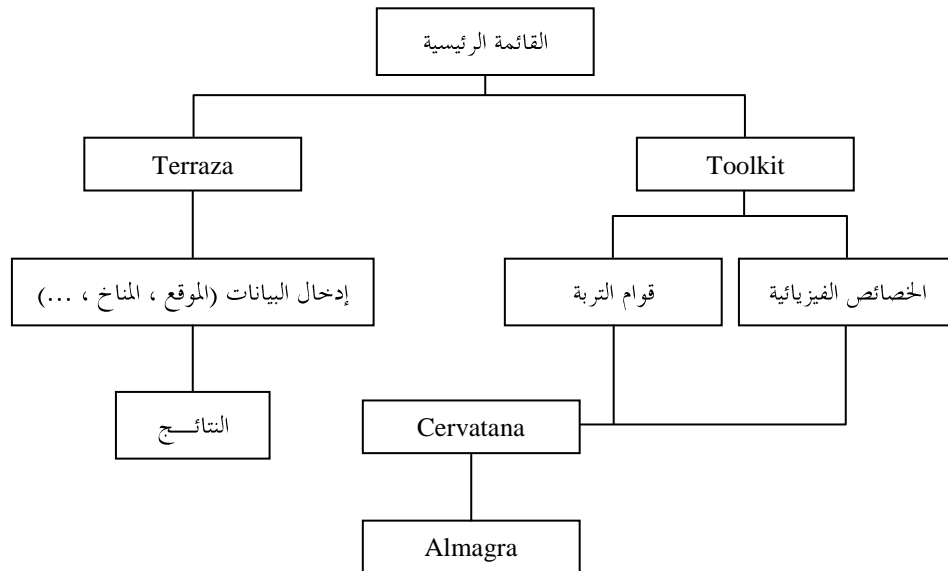 القائمة الرئيسية
Terraza
Toolkit
إدخال البيانات (الموقع ، المناخ ، ...)
قوام التربة
الخصائص الفيزيائية
النتائـــج
Cervatana
Almagra